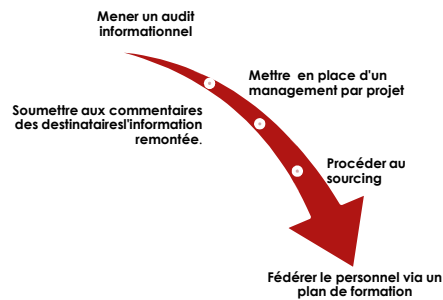 Mener un audit
informationnel
Mettre en place d'un
management par projet
Soumettre aux commentaires
des destinatairesl'information
remontée.
Procéder au
sourcing
Fédérer le personnel via un
plan de formation